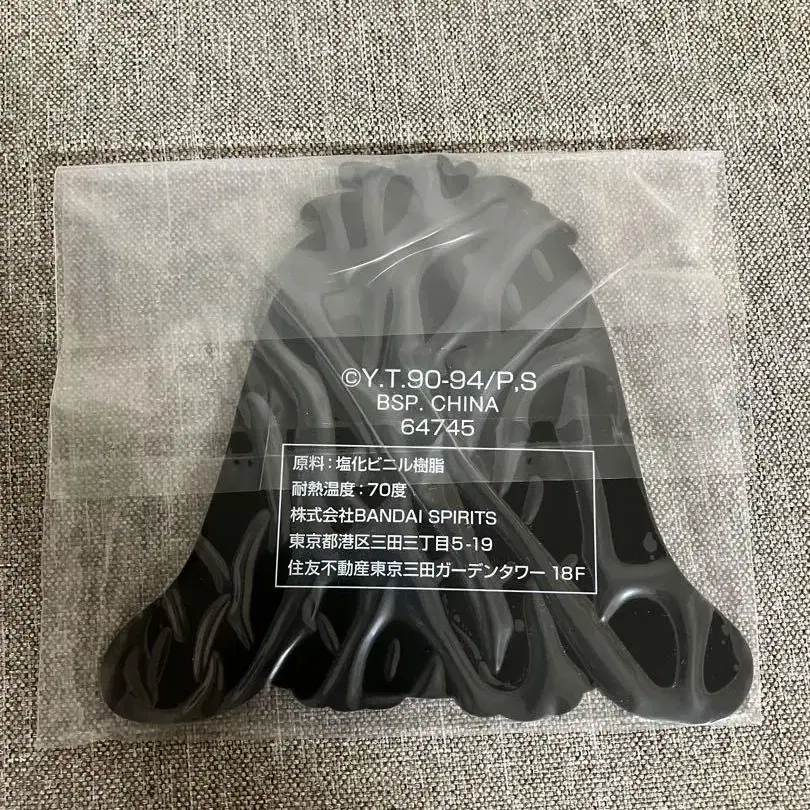 ©Y.T.90-94/P,S
BSP. CHINA
64745
原料：塩化ビニル樹脂
耐熱温度：70度
株式会社BANDAI SPIRITS
東京都港区三田三丁目5-19
住友不動産東京三田ガーデンタワー 18F